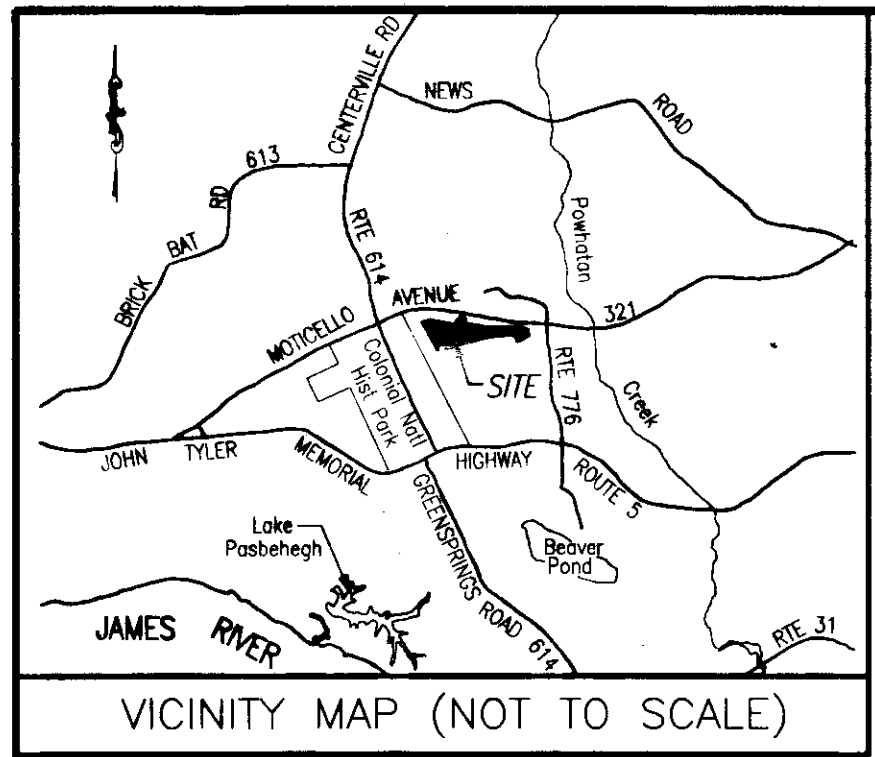 CENTERVILLE RD
NEWS
ROAD
613
BRICK BAT RD
RTE 614
Powhatan
Creek
MOTICELLO
AVENUE
321
SITE
RTE 776
Colonial Natl
Hist Park
JOHN TYLER
MEMORIAL
HIGHWAY
ROUTE 5
GREENSPRINGS ROAD 614
Lake
Pasbehegh
Beaver
Pond
JAMES RIVER
RTE 31
VICINITY MAP (NOT TO SCALE)